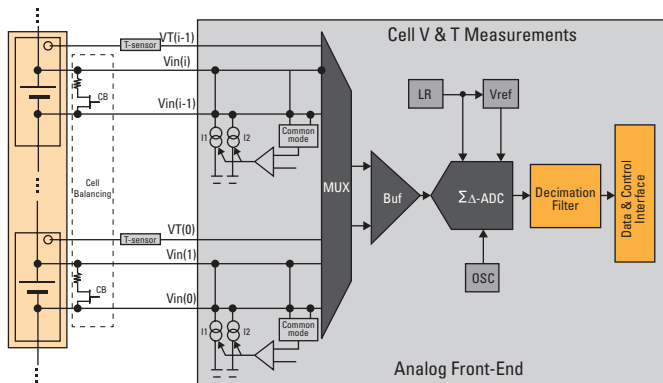 Cell V & T Measurements
VT(i-1)
T-sensor
Vin(i)
CB
Vin(i-1)
I1
I2
Common
mode
Cell
Balancing
MUX
Buf
LR
Vref
ΣΔ-ADC
OSC
Decimation
Filter
Data & Control
Interface
VT(0)
T-sensor
Vin(1)
CB
Vin(0)
I1
I2
Common
mode
Analog Front-End